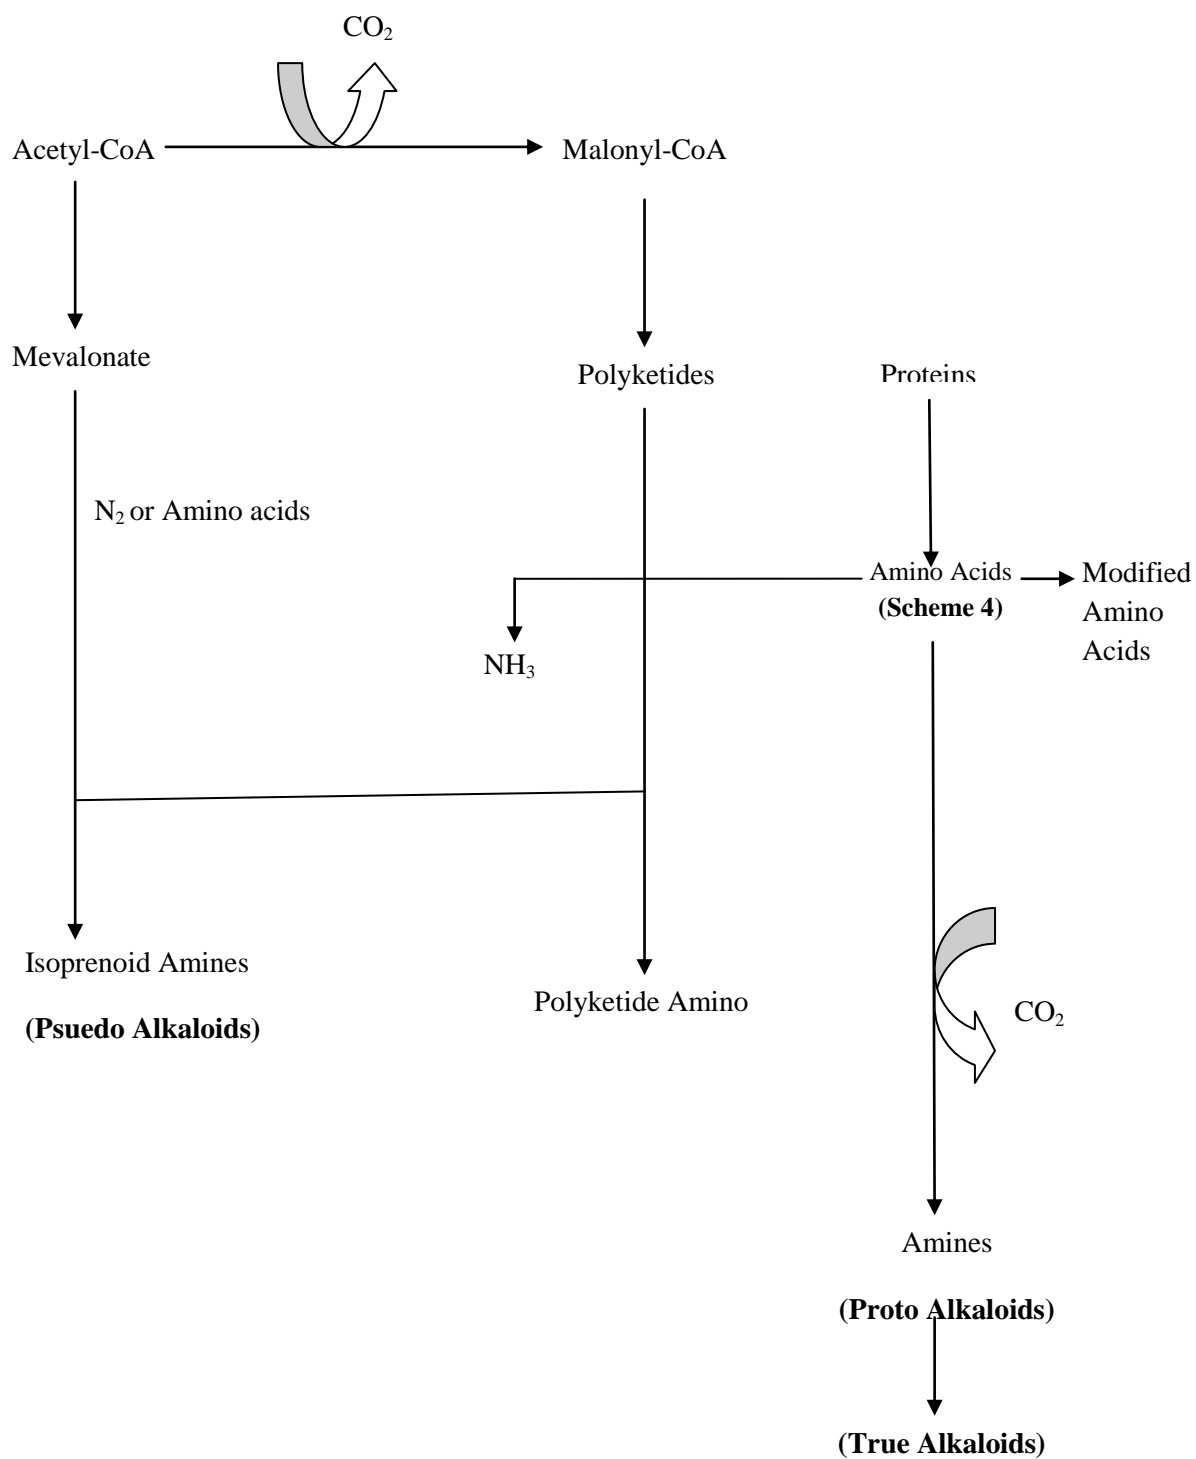 CO₂
Acetyl-CoA
Malonyl-CoA
Mevalonate
Polyketides
Proteins
N₂ or Amino acids
Amino Acids
(Scheme 4)
Modified
Amino
Acids
NH₃
Isoprenoid Amines
(Psuedo Alkaloids)
Polyketide Amino
CO₂
Amines
(Proto Alkaloids)
(True Alkaloids)